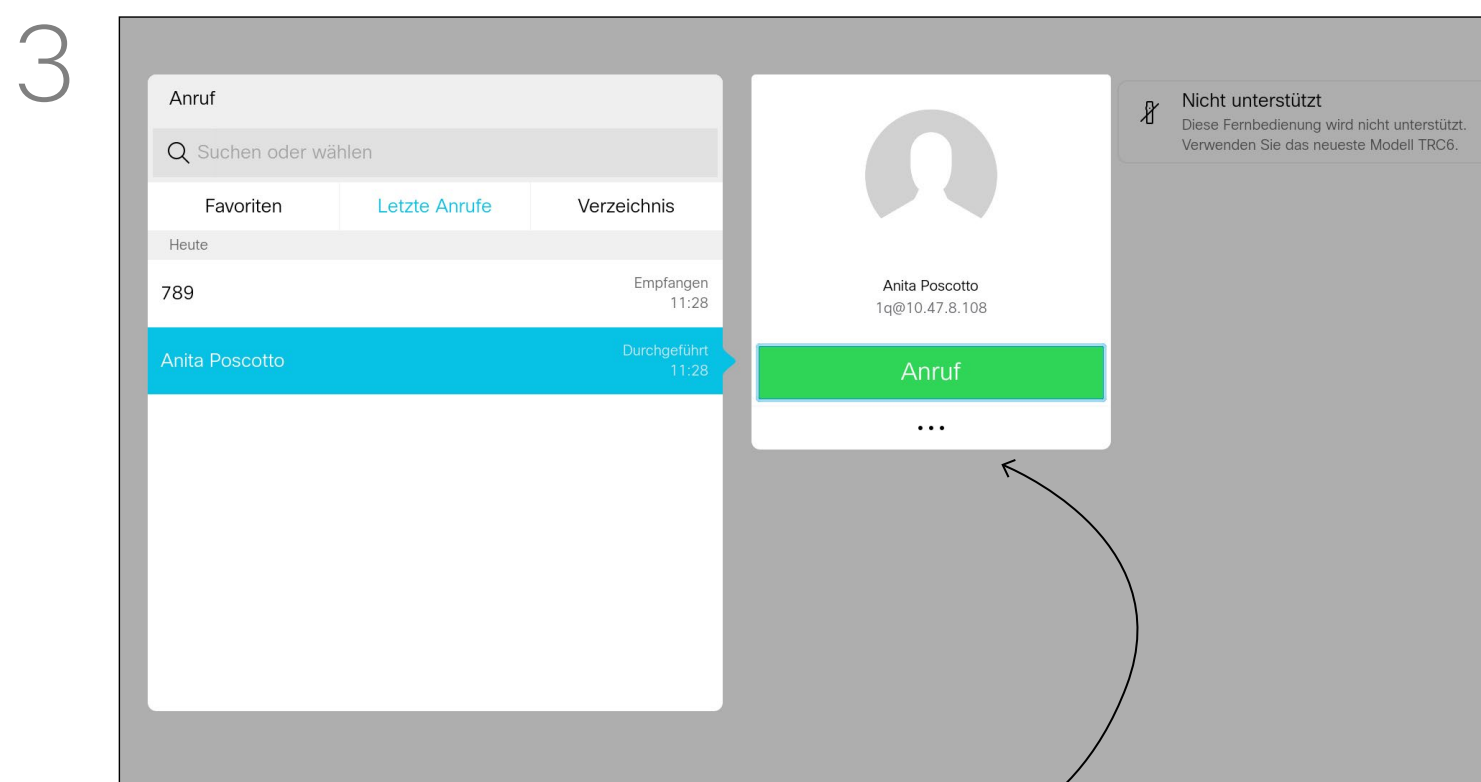 3
Anruf
Suchen oder wählen
Favoriten Letzte Anrufe Verzeichnis
Heute
789
Empfangen
11:28
Anita Poscotto
Durchgeführt
11:28
Anita Poscotto
1q@10.47.8.108
Anruf
...
Nicht unterstützt
Diese Fernbedienung wird nicht unterstützt.
Verwenden Sie das neueste Modell TRC6.